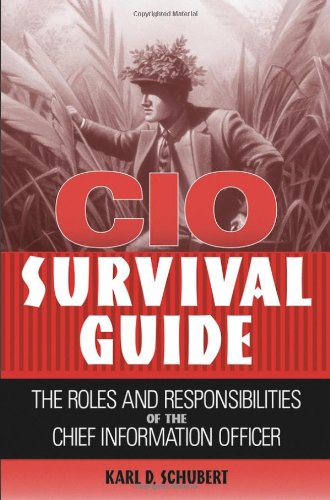 CIO
SURVIVAL
GUIDE
THE ROLES AND RESPONSIBILITIES
OF THE
CHIEF INFORMATION OFFICER
KARL D. SCHUBERT